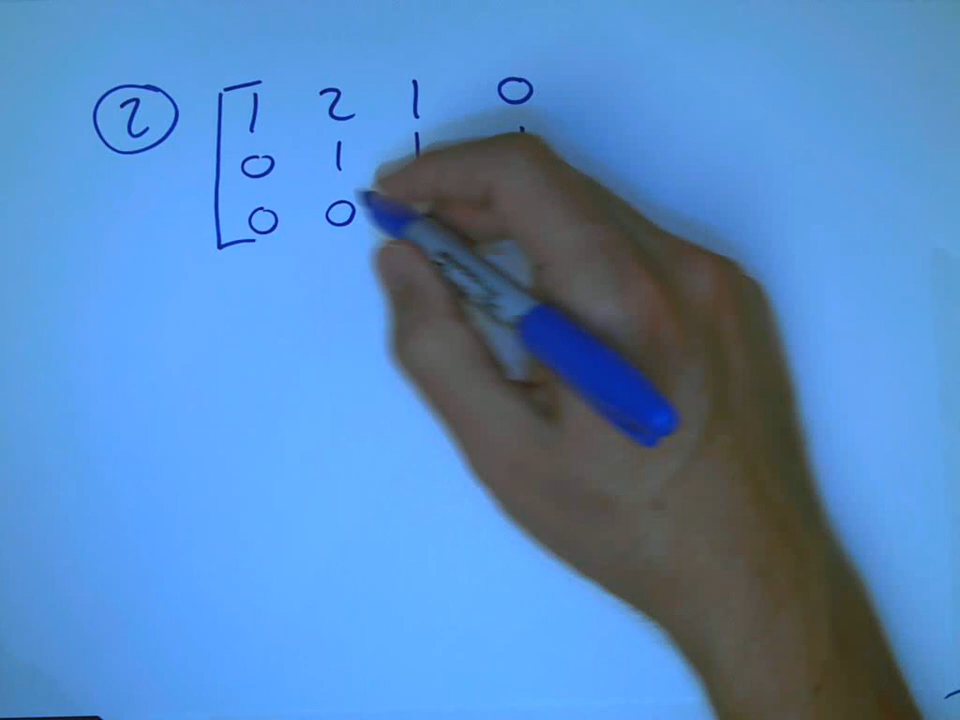 ② [ 1 2 1 0
0 1 1
0 0